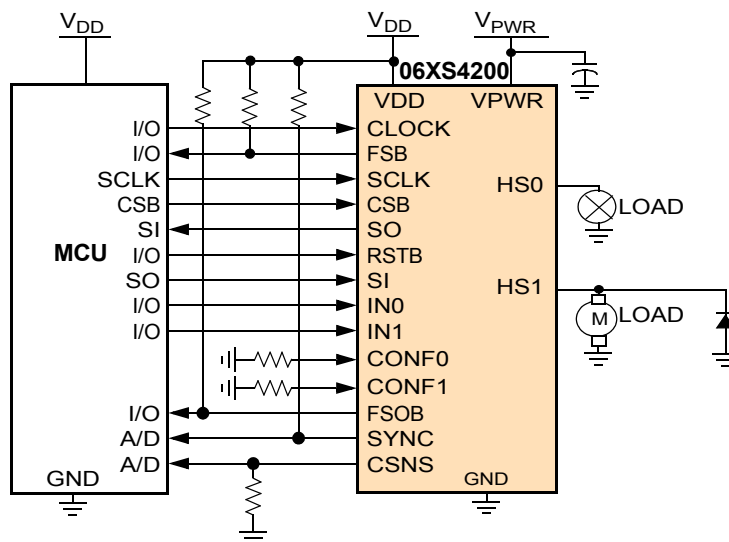 VDD
VDD
VPWR
06XS4200
VDD
VPWR
I/O
CLOCK
I/O
FSB
SCLK
SCLK
HS0
CSB
CSB
LOAD
SI
SO
MCU
I/O
RSTB
SO
SI
HS1
I/O
IN0
M
LOAD
I/O
IN1
CONF0
CONF1
I/O
FSOB
A/D
SYNC
A/D
CSNS
GND
GND